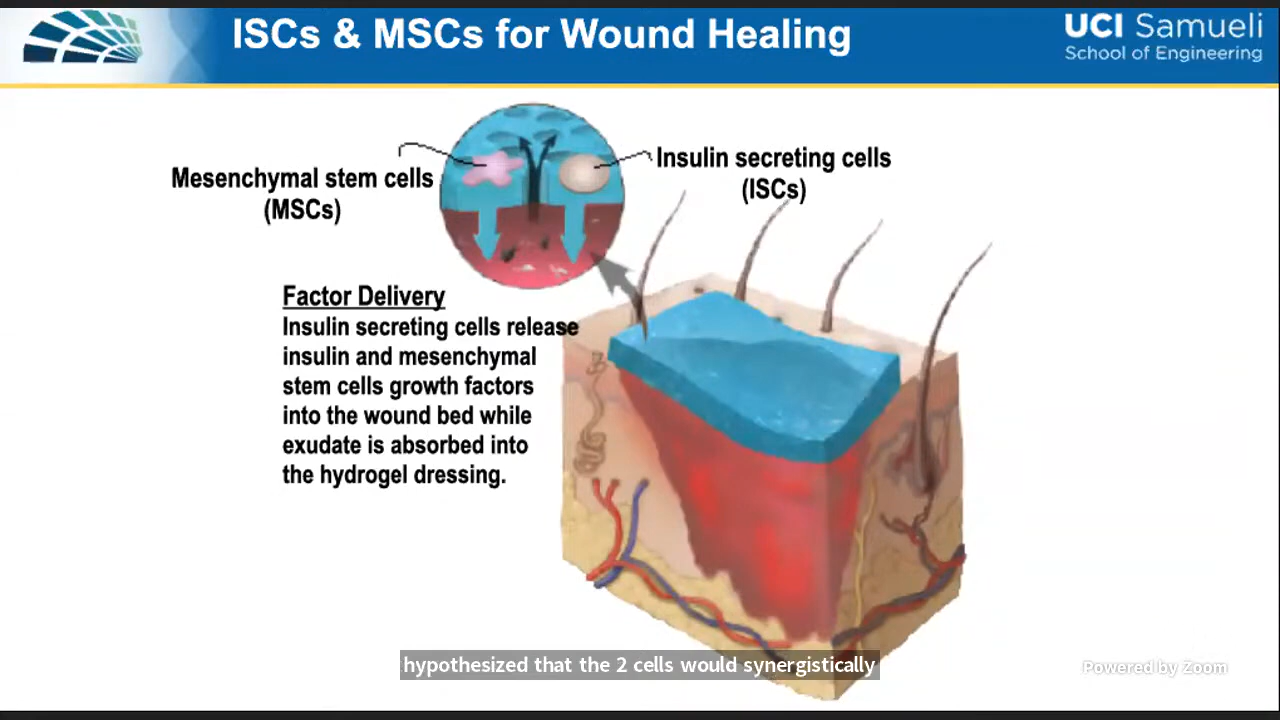 ISCs & MSCs for Wound Healing
UCI Samueli
School of Engineering
Mesenchymal stem cells
(MSCs)
Insulin secreting cells
(ISCs)
Factor Delivery
Insulin secreting cells release
insulin and mesenchymal
stem cells growth factors
into the wound bed while
exudate is absorbed into
the hydrogel dressing.
hypothesized that the 2 cells would synergistically
Powered by Zoom